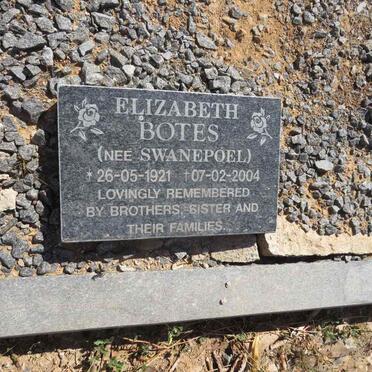 ELIZABETH
BOTES
(NEE SWANEPOEL)
*26-05-1921 †07-02-2004
LOVINGLY REMEMBERED
BY BROTHERS, SISTER AND
THEIR FAMILIES.